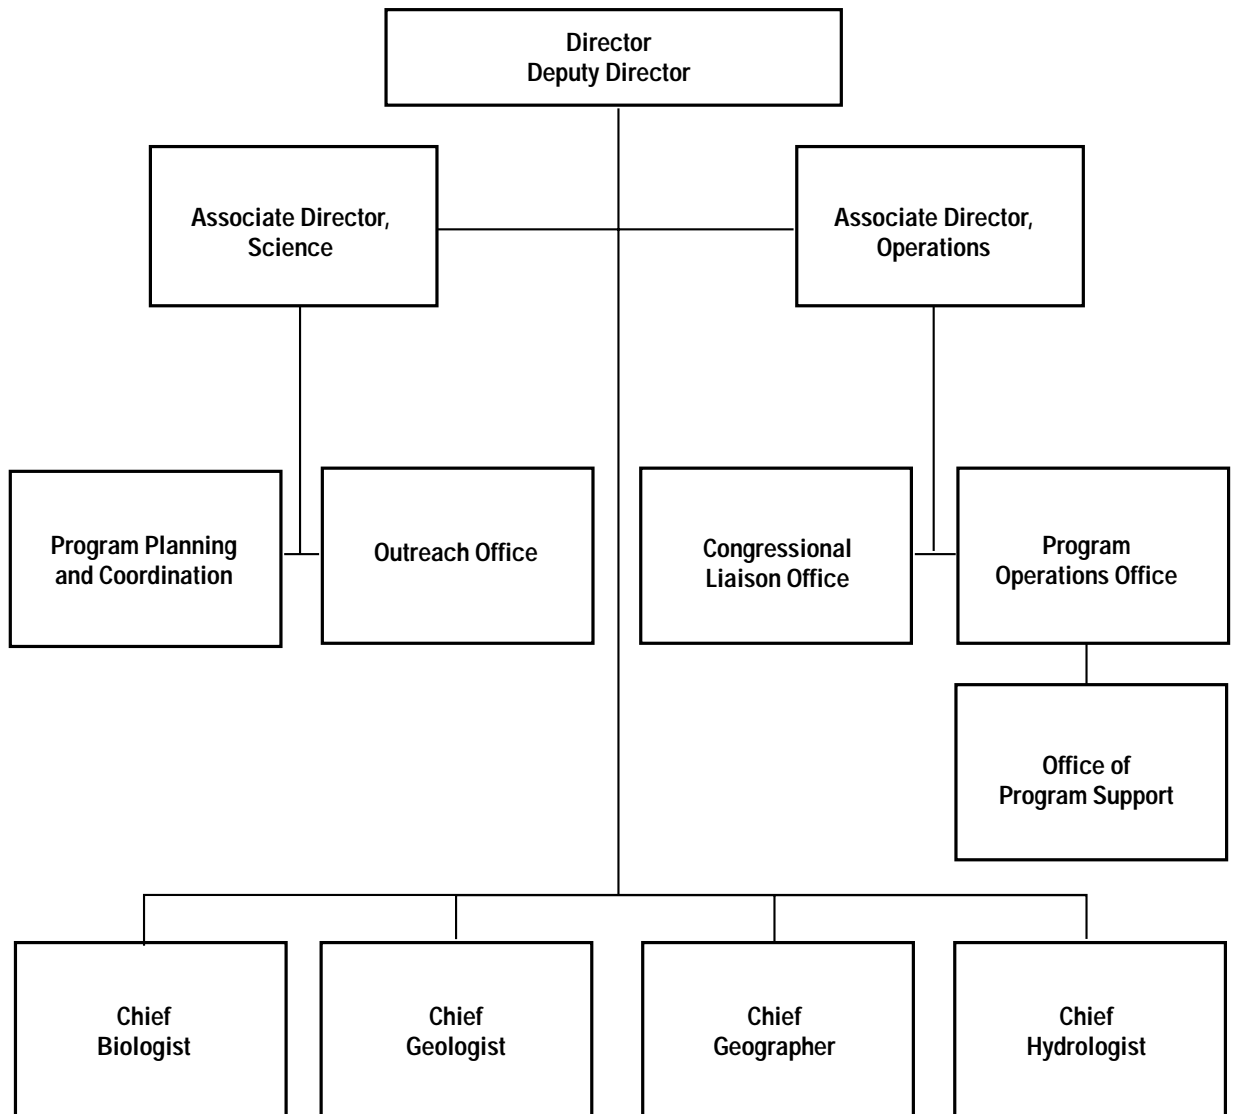 Director
Deputy Director
Associate Director,
Science
Associate Director,
Operations
Program Planning
and Coordination
Outreach Office
Congressional
Liaison Office
Program
Operations Office
Office of
Program Support
Chief
Biologist
Chief
Geologist
Chief
Geographer
Chief
Hydrologist